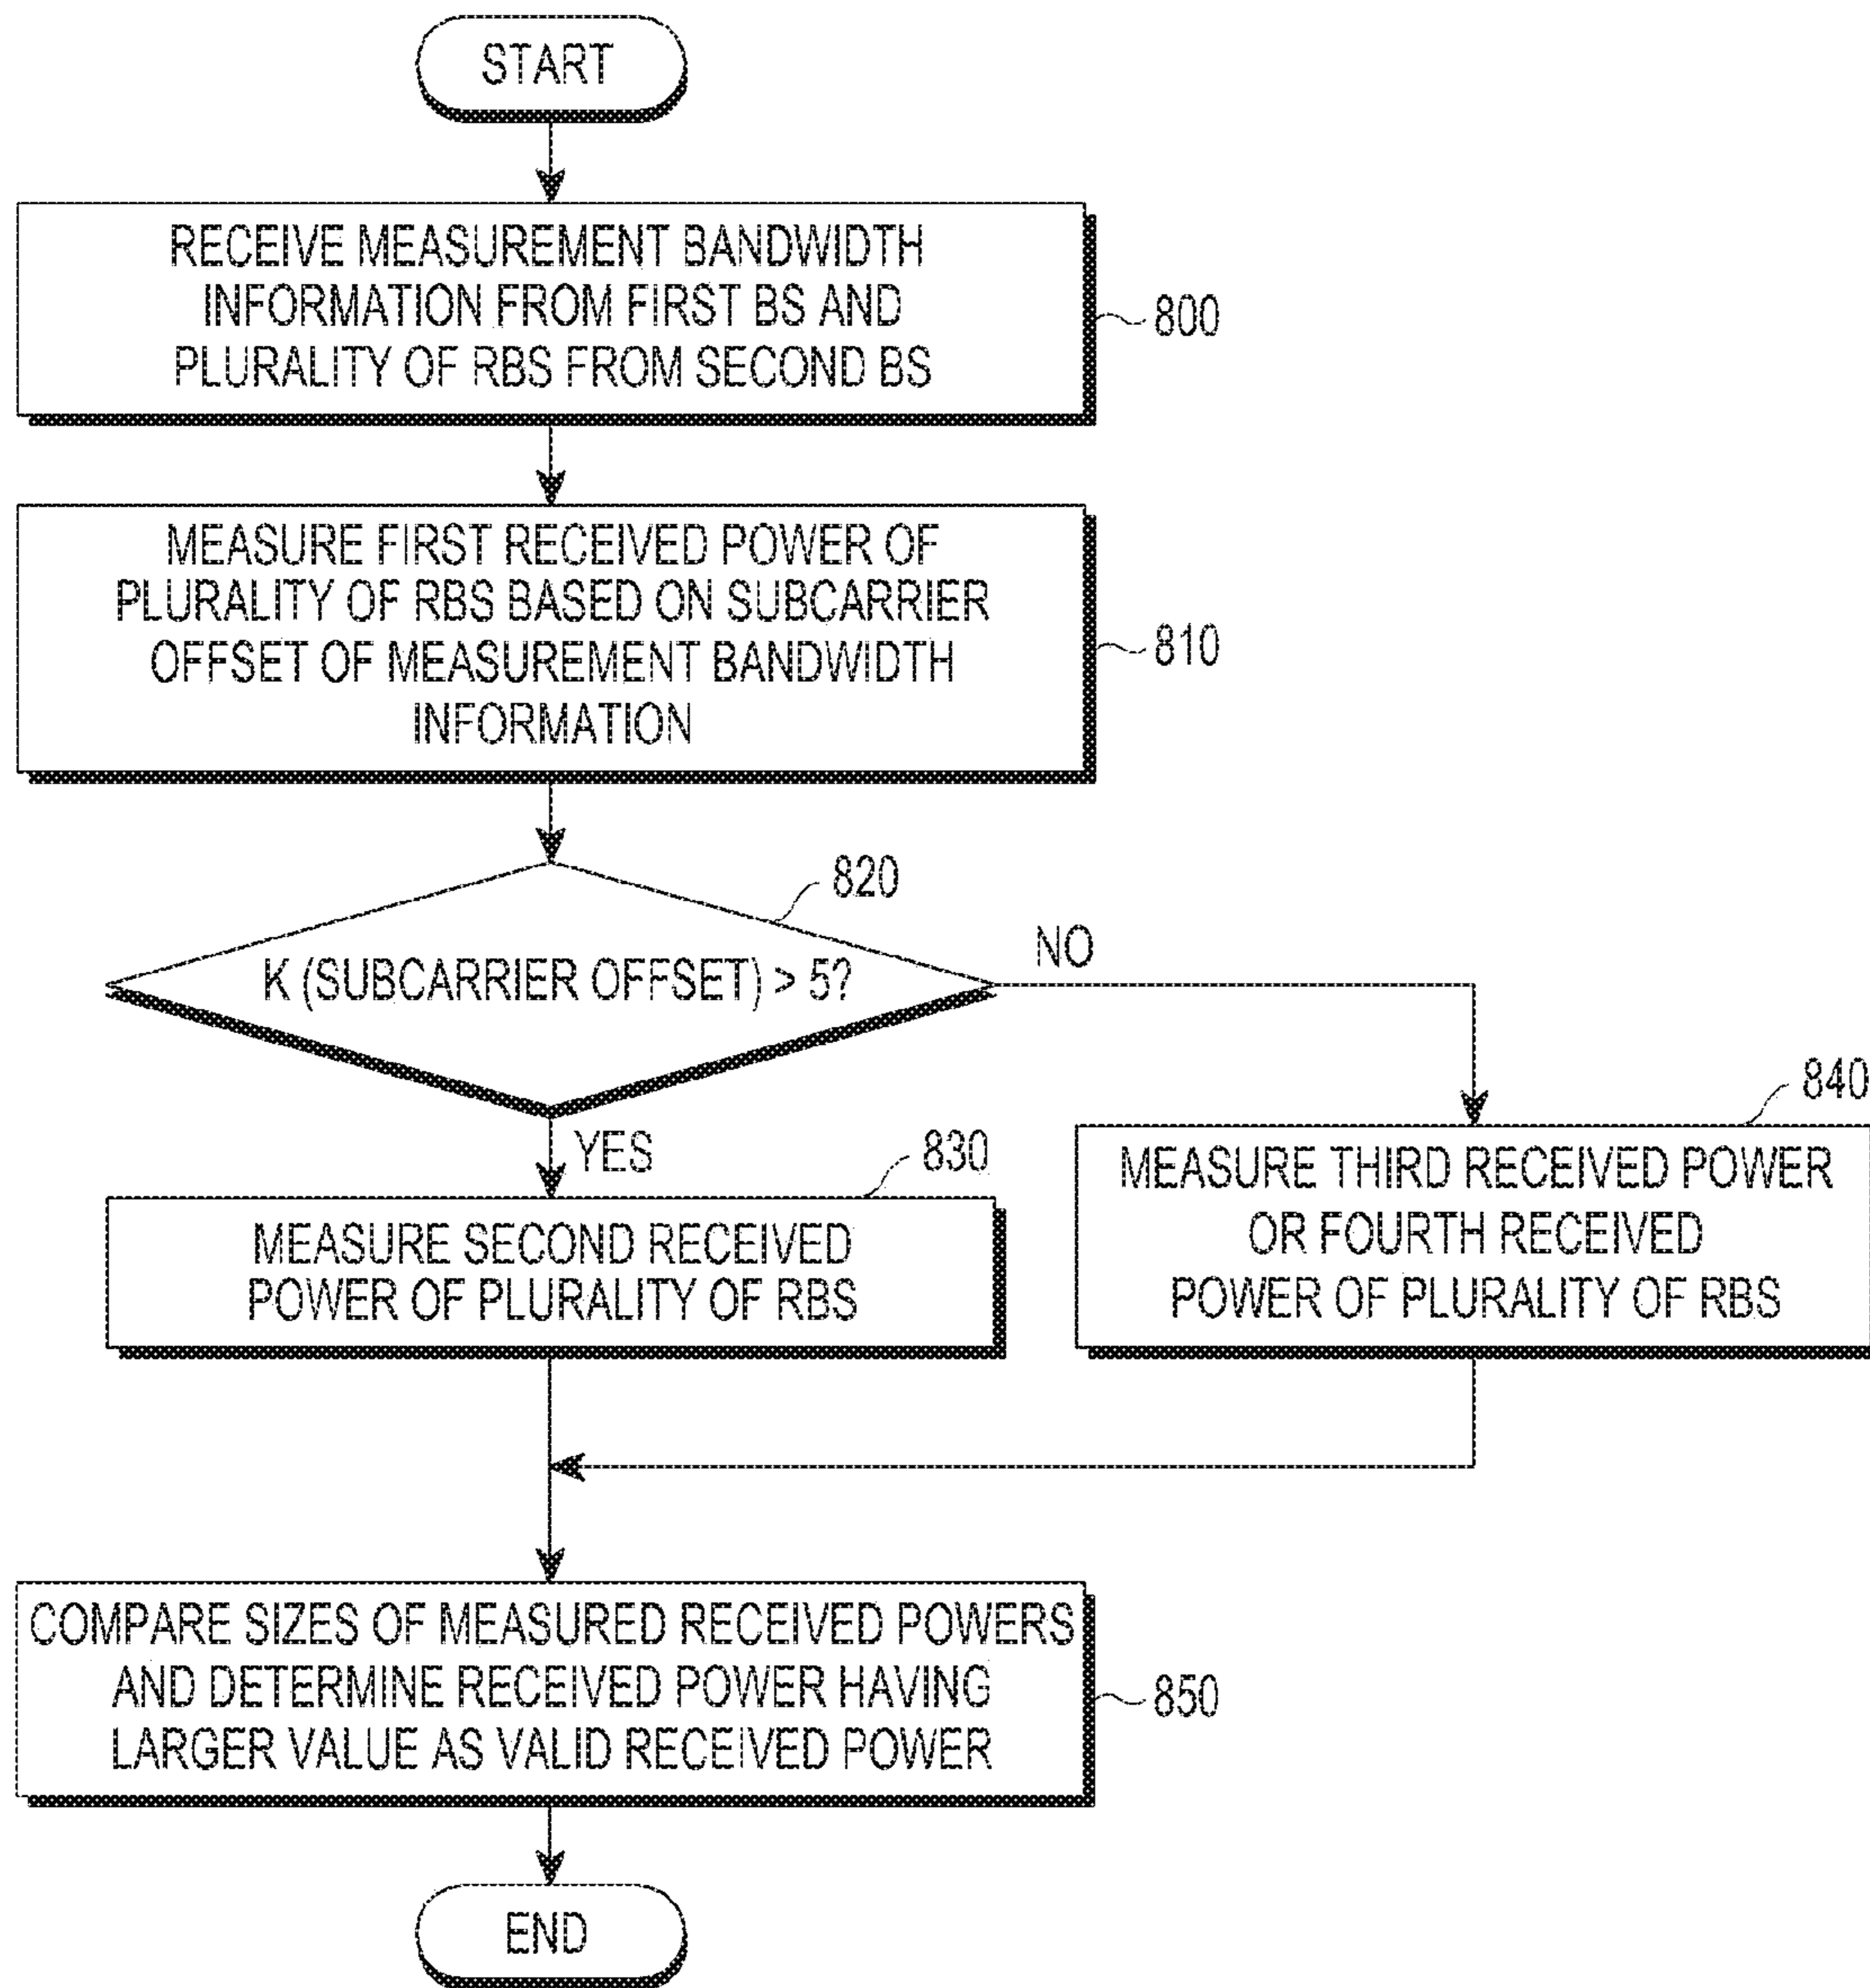 START
RECEIVE MEASUREMENT BANDWIDTH
INFORMATION FROM FIRST BS AND
PLURALITY OF RBS FROM SECOND BS
800
MEASURE FIRST RECEIVED POWER OF
PLURALITY OF RBS BASED ON SUBCARRIER
OFFSET OF MEASUREMENT BANDWIDTH
INFORMATION
810
820
K (SUBCARRIER OFFSET) > 5?
NO
YES
830
MEASURE SECOND RECEIVED
POWER OF PLURALITY OF RBS
840
MEASURE THIRD RECEIVED POWER
OR FOURTH RECEIVED
POWER OF PLURALITY OF RBS
COMPARE SIZES OF MEASURED RECEIVED POWERS
AND DETERMINE RECEIVED POWER HAVING
LARGER VALUE AS VALID RECEIVED POWER
850
END